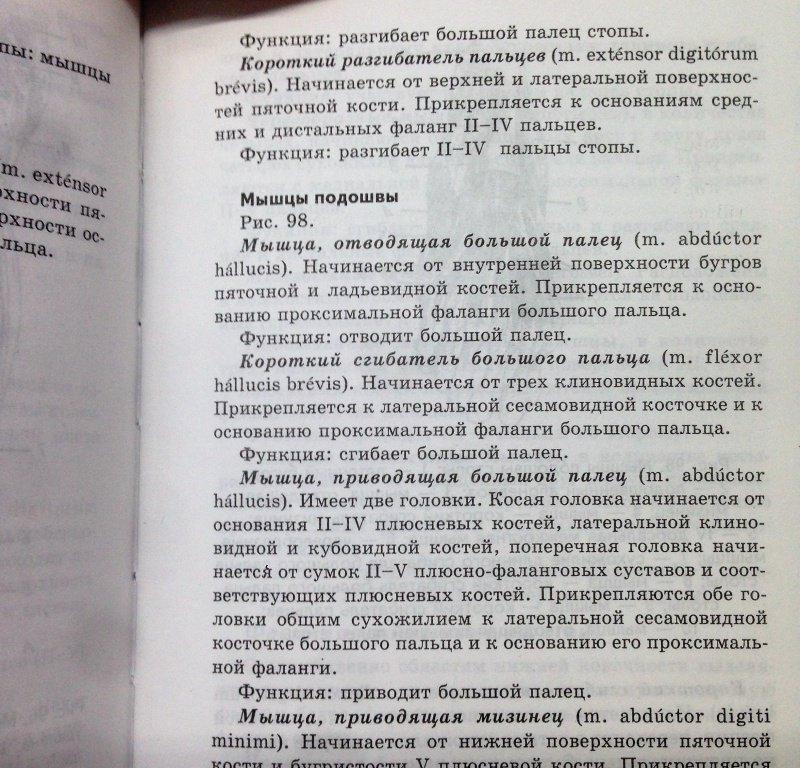 пы: мышцы
m. exténsor
рхности пя-
рхности ос-
льца.
Функция: разгибает большой палец стопы.
Короткий разгибатель пальцев (m. exténsor digitórum
brévis). Начинается от верхней и латеральной поверхнос-
тей пяточной кости. Прикрепляется к основаниям сред-
них и дистальных фаланг II–IV пальцев.
Функция: разгибает II–IV пальцы стопы.
Мышцы подошвы
Рис. 98.
Мышца, отводящая большой палец (m. abdúctor
hállucis). Начинается от внутренней поверхности бугров
пяточной и ладьевидной костей. Прикрепляется к осно-
ванию проксимальной фаланги большого пальца.
Функция: отводит большой палец.
Короткий сгибатель большого пальца (m. fléxor
hállucis brévis). Начинается от трех клиновидных костей.
Прикрепляется к латеральной сесамовидной косточке и к
основанию проксимальной фаланги большого пальца.
Функция: сгибает большой палец.
Мышца, приводящая большой палец (m. abdúctor
hállucis). Имеет две головки. Косая головка начинается от
основания II–IV плюсневых костей, латеральной клино-
видной и кубовидной костей, поперечная головка начи-
нается от сумок II–V плюсно-фаланговых суставов и соот-
ветствующих плюсневых костей. Прикрепляются обе го-
ловки общим сухожилием к латеральной сесамовидной
косточке большого пальца и к основанию его проксималь-
ной фаланги.
Функция: приводит большой палец.
Мышца, приводящая мизинец (m. abdúctor digiti
minimi). Начинается от нижней поверхности пяточной
кости и бугристости V плюсневой кости. Прикрепляется